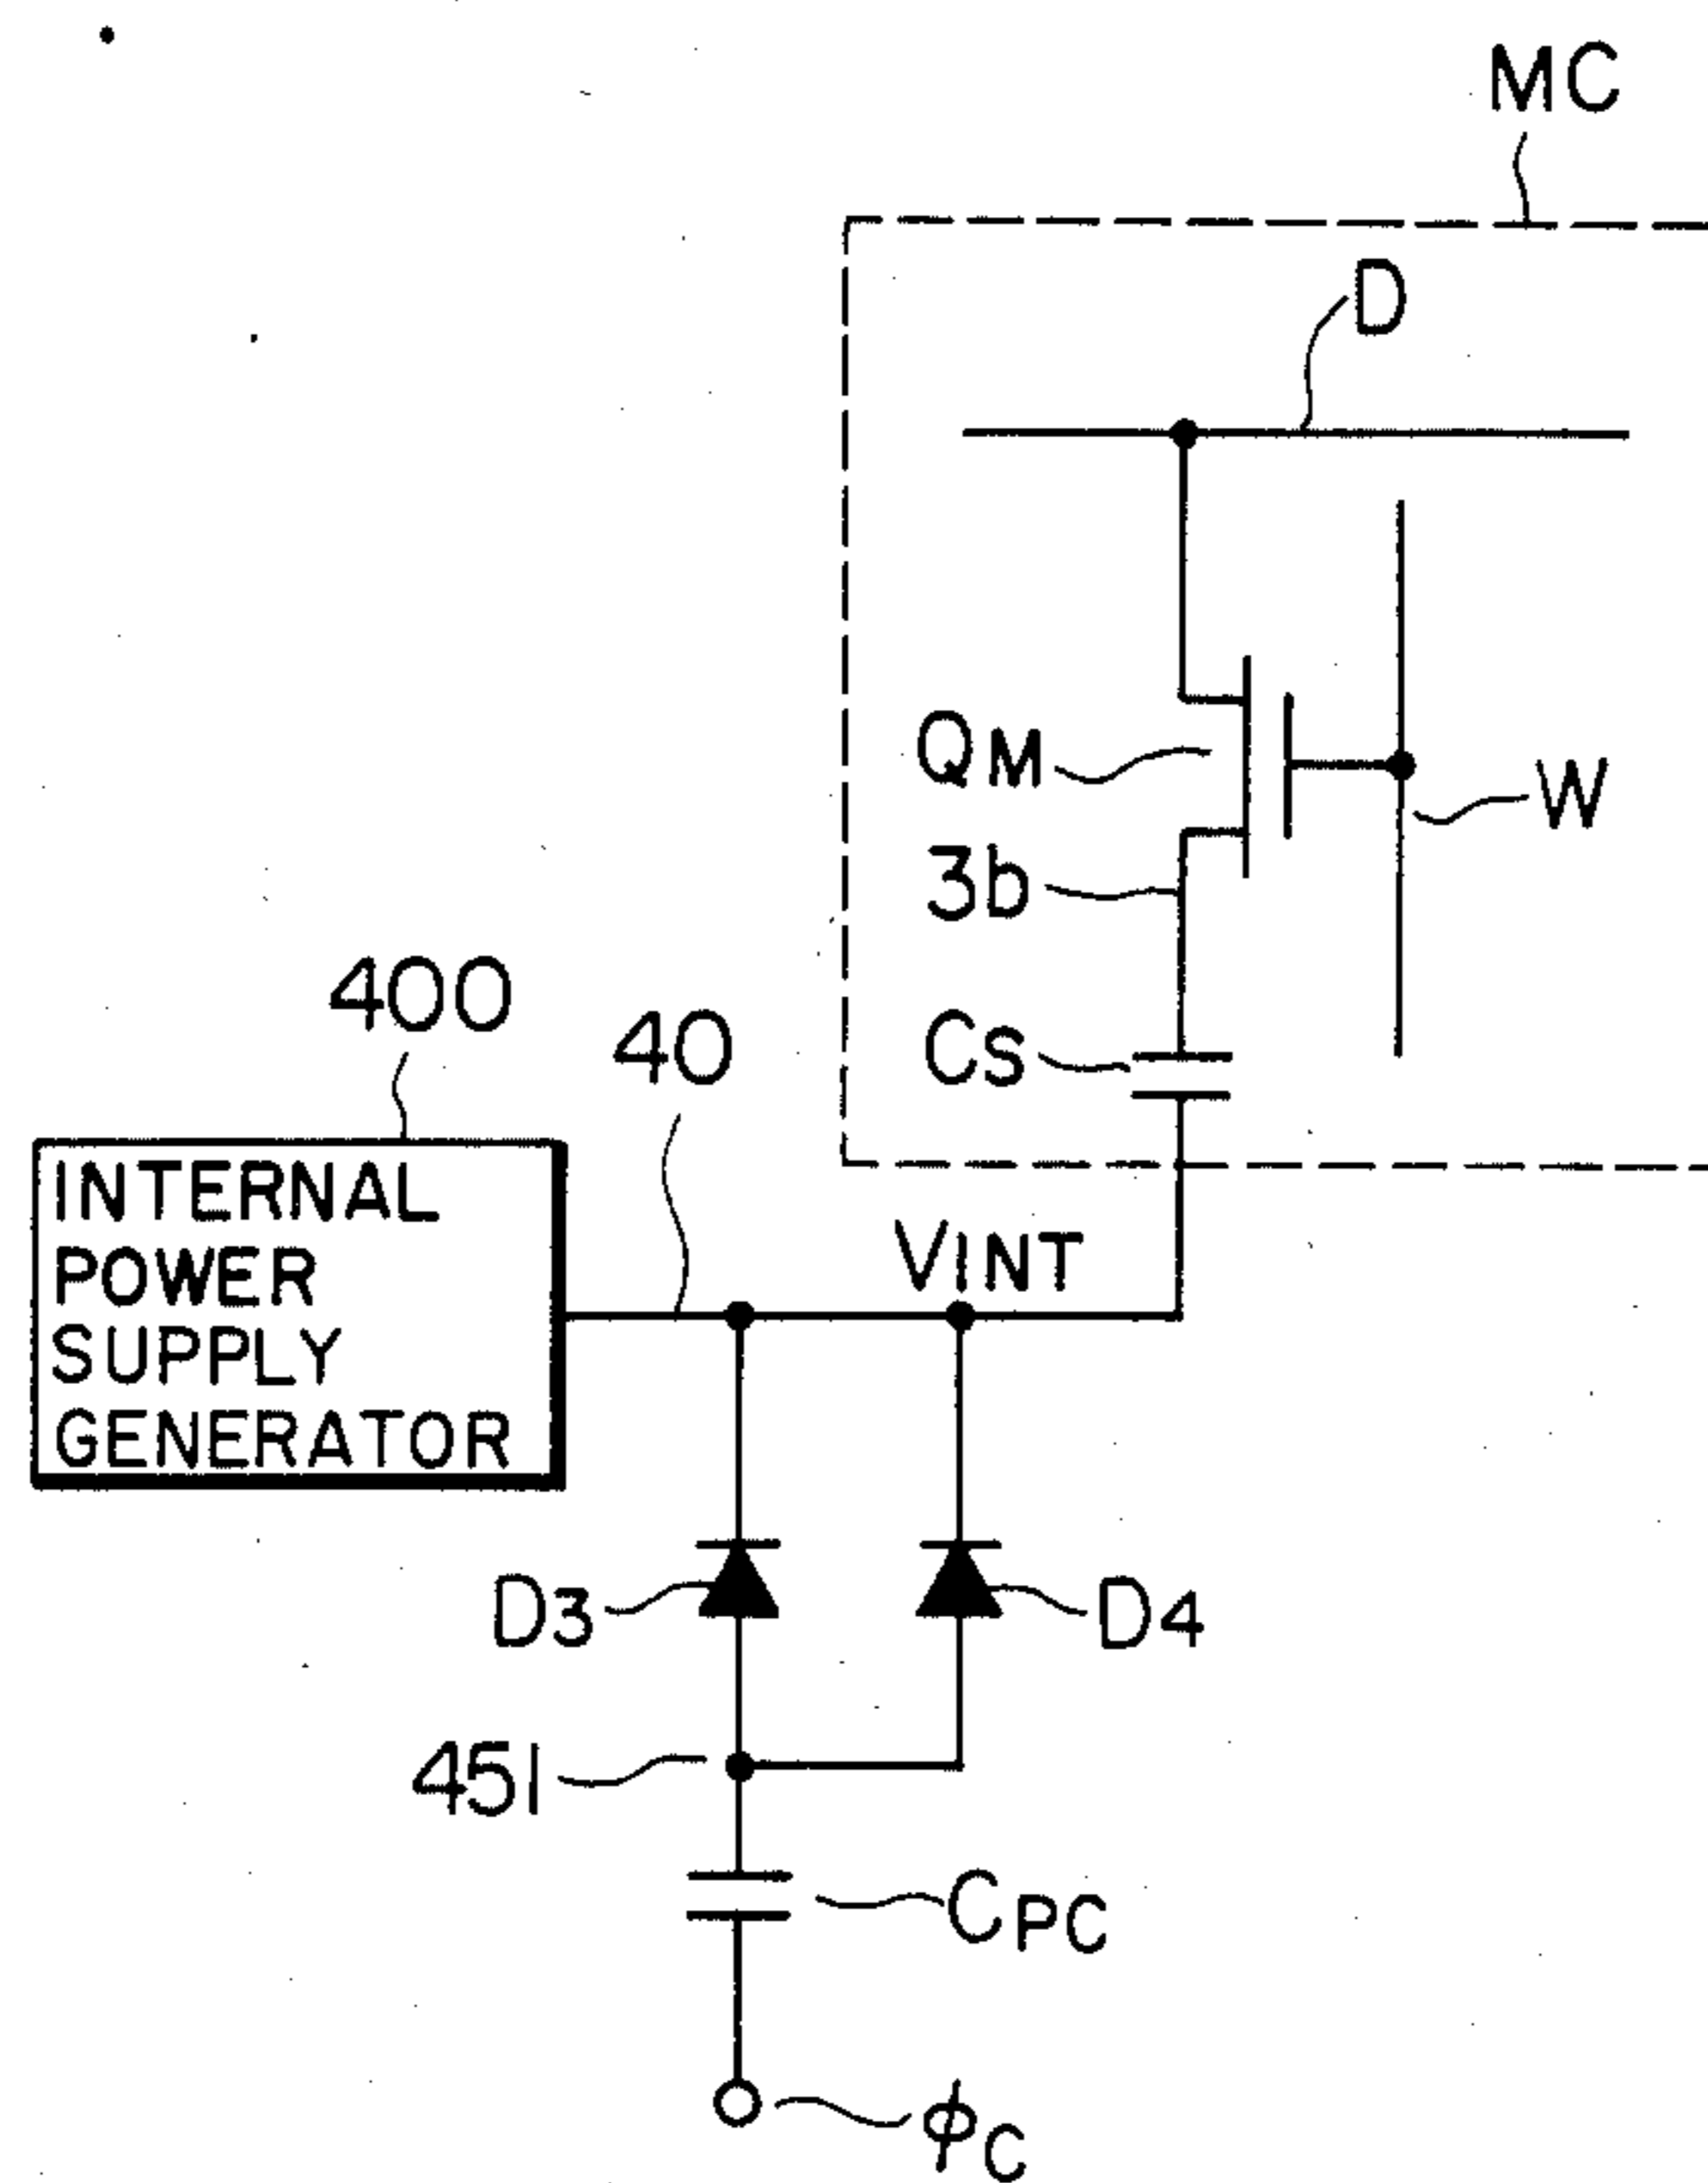 MC
D
QM
W
3b
400
40
CS
INTERNAL
POWER
SUPPLY
GENERATOR
VINT
D3
D4
451
CPC
ϕC